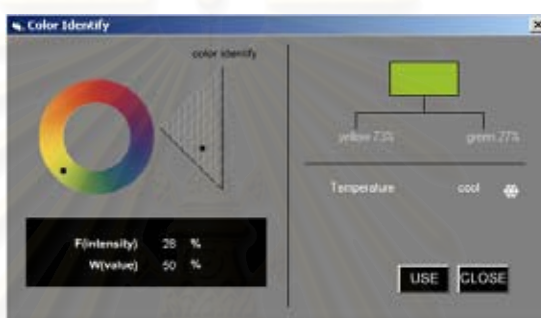 Color Identify
color identify
yellow 73%
green 27%
Temperature cool
F(intensity) 28 %
W(value) 50 %
USE CLOSE